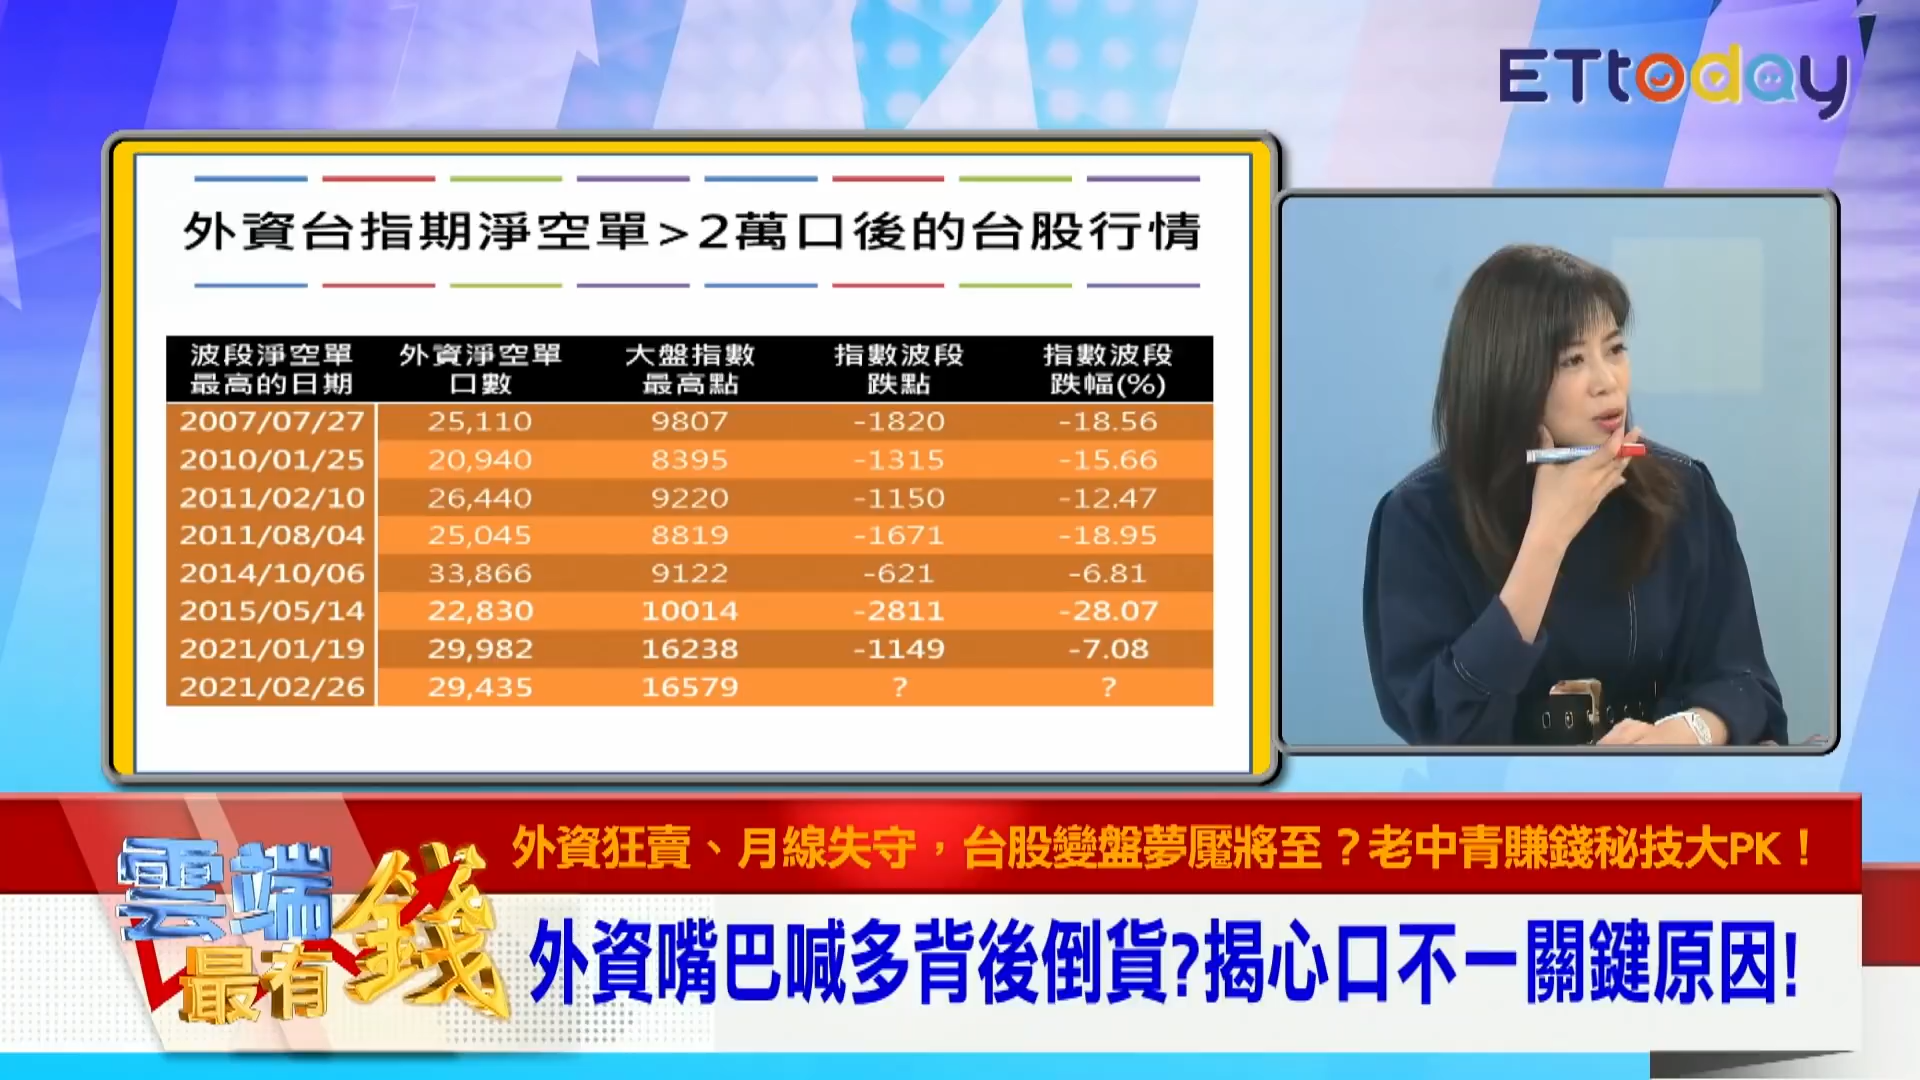 ETtoday
外資台指期淨空單>2萬口後的台股行情
波段淨空單最高的日期 外資淨空單口數 大盤指數最高點 指數波段跌點 指數波段跌幅(%)
2007/07/27 25,110 9807 -1820 -18.56
2010/01/25 20,940 8395 -1315 -15.66
2011/02/10 26,440 9220 -1150 -12.47
2011/08/04 25,045 8819 -1671 -18.95
2014/10/06 33,866 9122 -621 -6.81
2015/05/14 22,830 10014 -2811 -28.07
2021/01/19 29,982 16238 -1149 -7.08
2021/02/26 29,435 16579 ? ?
外資狂賣、月線失守，台股變盤夢魘將至？老中青賺錢秘技大PK！
雲端最有錢
外資嘴巴喊多背後倒貨?揭心口不一關鍵原因!